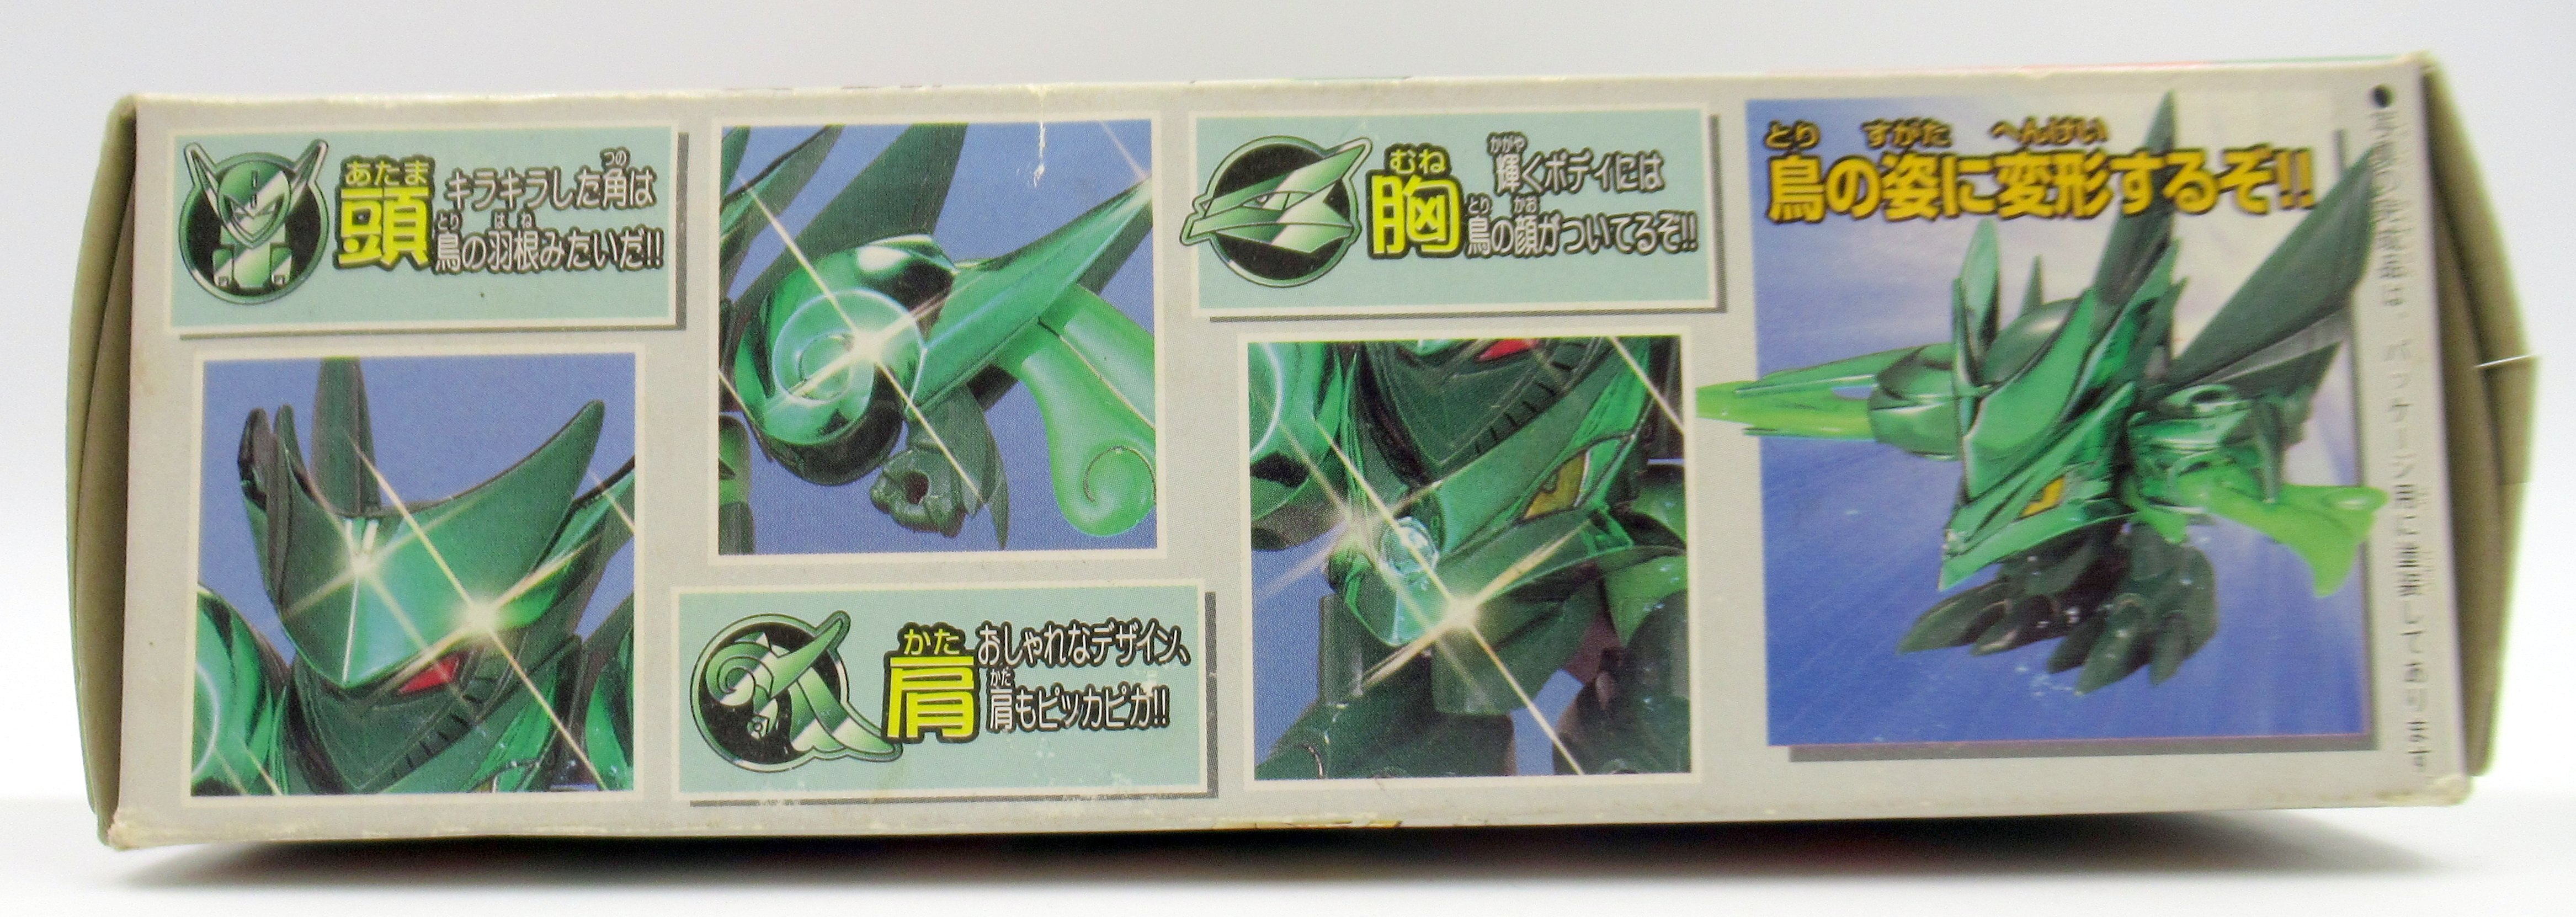 あたま
頭
つの
キラキラした角は
とり はね
鳥の羽根みたいだ!!
かた
肩
おしゃれなデザイン、
かた
肩もピッカピカ!!
むね
胸
かがや
輝くボディには
とり かお
鳥の顔がついてるぞ!!
とり すがた へんけい
鳥の姿に変形するぞ!!
パッケージ用に塗装してあります